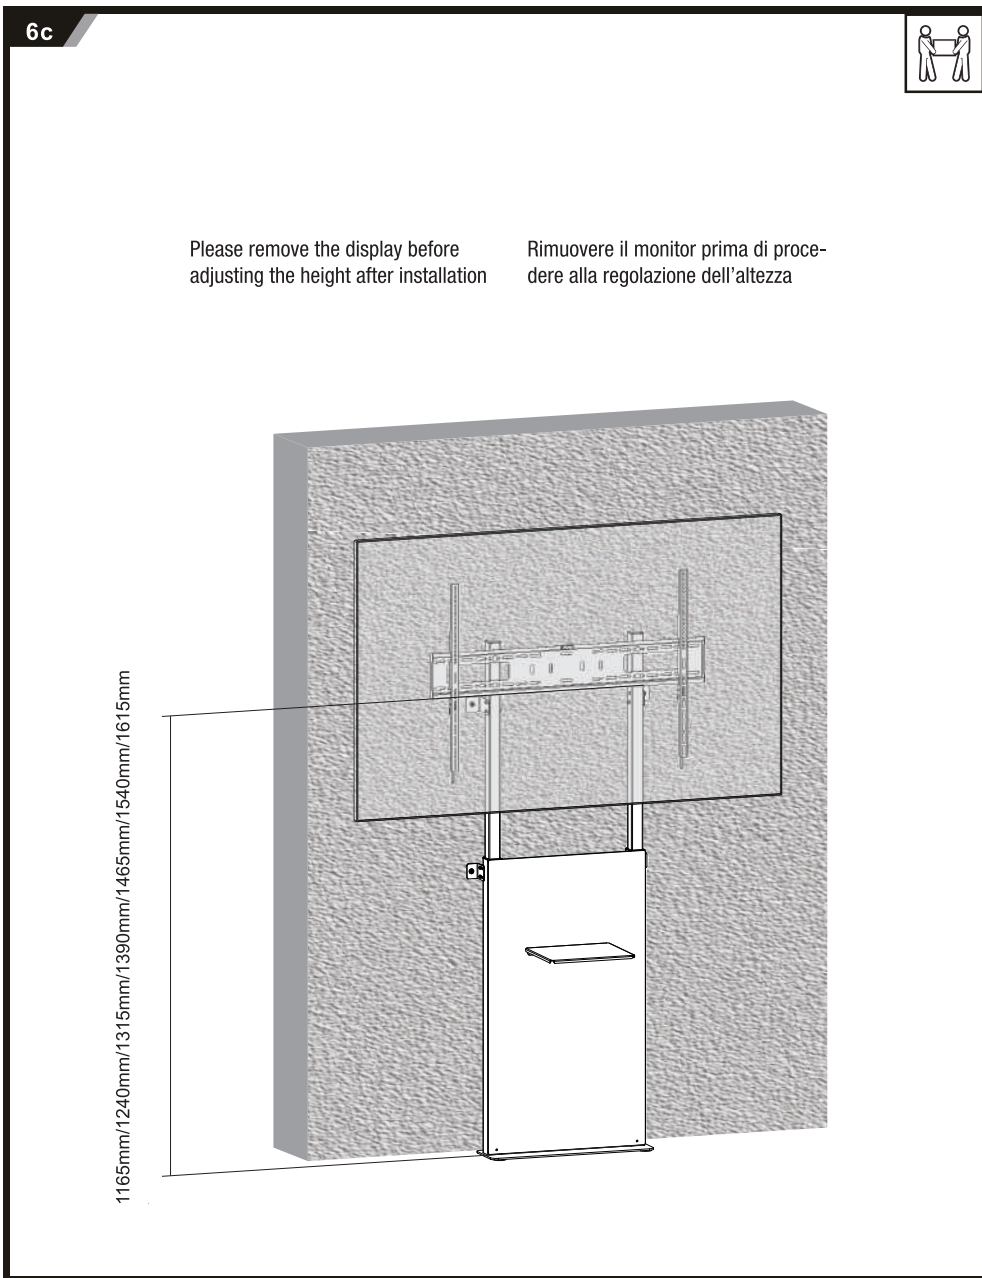 6c
Please remove the display before
adjusting the height after installation
Rimuovere il monitor prima di proce-
dere alla regolazione dell'altezza
1165mm/1240mm/1315mm/1390mm/1465mm/1540mm/1615mm